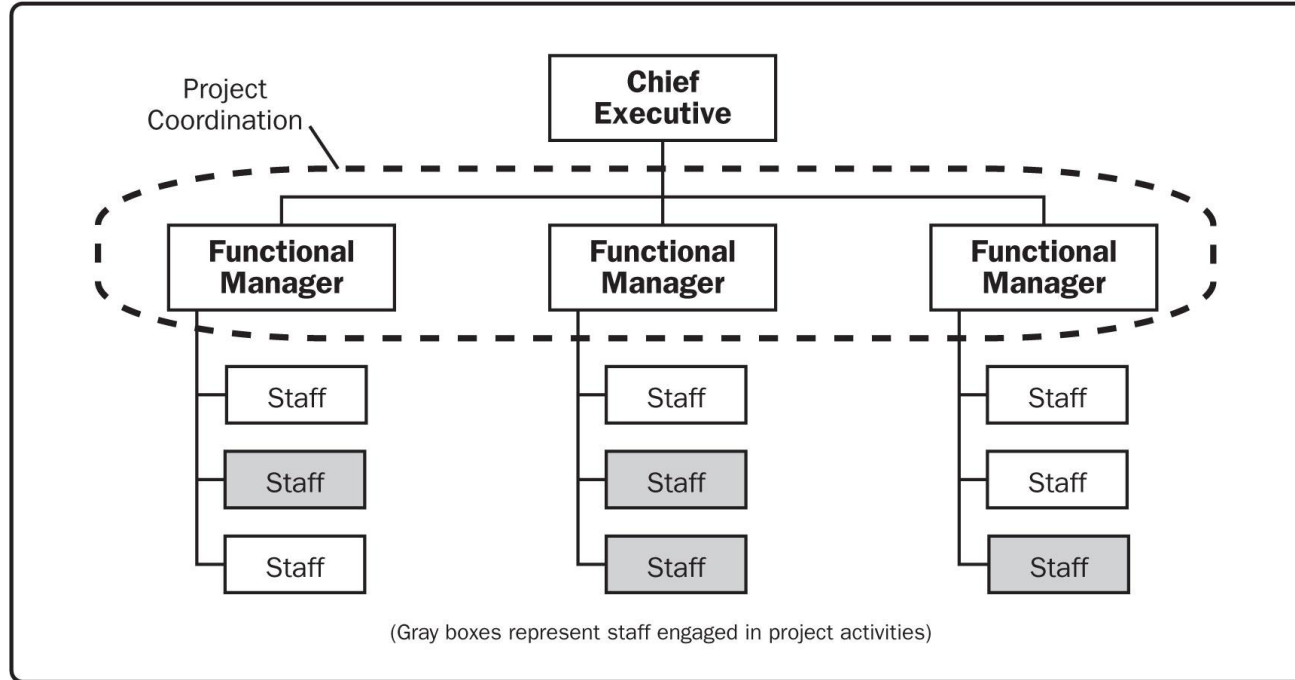 Project
Coordination
Chief
Executive
Functional
Manager
Functional
Manager
Functional
Manager
Staff
Staff
Staff
Staff
Staff
Staff
Staff
Staff
Staff
(Gray boxes represent staff engaged in project activities)